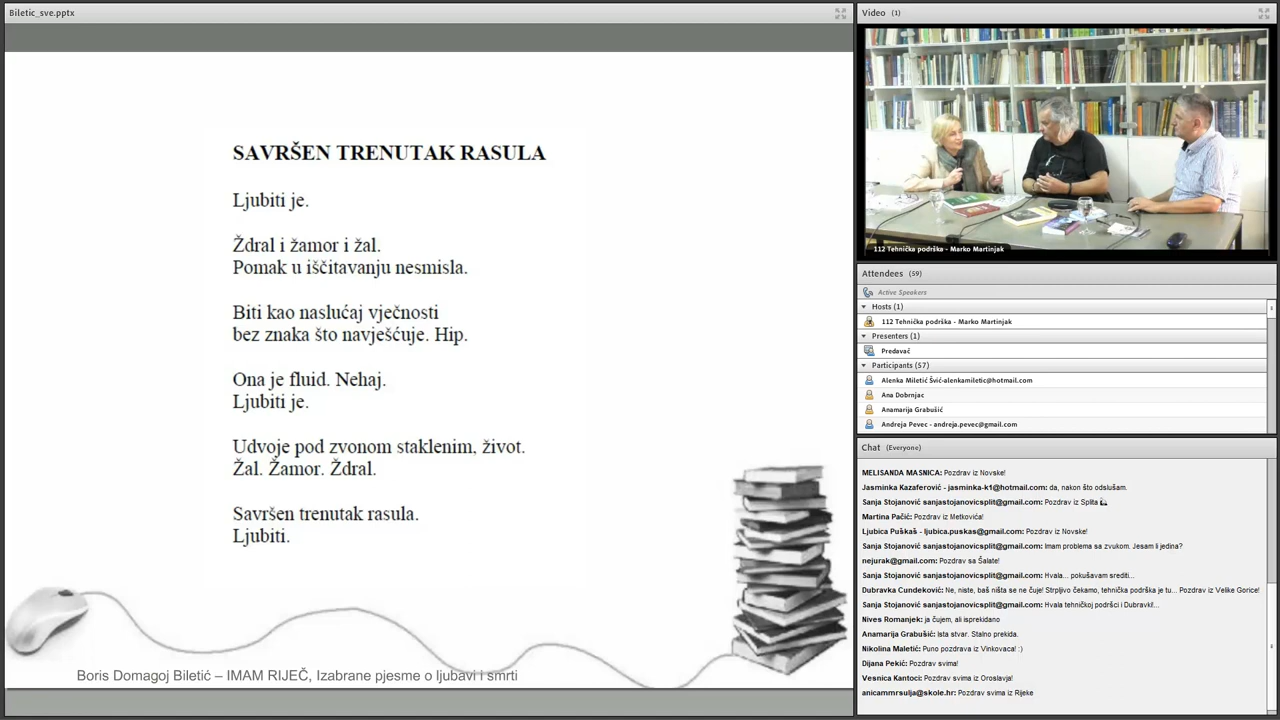 Biletic_sve.pptx
SAVRŠEN TRENUTAK RASULA
Ljubiti je.
Ždral i žamor i žal.
Pomak u iščitavanju nesmisla.
Biti kao naslućaj vječnosti
bez znaka što navješćuje. Hip.
Ona je fluid. Nehaj.
Ljubiti je.
Udvoje pod zvonom staklenim, život.
Žal. Žamor. Ždral.
Savršen trenutak rasula.
Ljubiti.
Boris Domagoj Biletić – IMAM RIJEČ, Izabrane pjesme o ljubavi i smrti
Video (1)
112 Tehnička podrška - Marko Martinjak
Attendees (59)
Active Speakers
Hosts (1)
112 Tehnička podrška - Marko Martinjak
Presenters (1)
Predavač
Participants (57)
Alenka Miletić Švić-alenkamiletic@hotmail.com
Ana Dobrnjac
Anamarija Grabušić
Andreja Pevec - andreja.pevec@gmail.com
Chat (Everyone)
MELISANDA MASNICA: Pozdrav iz Novske!
Jasminka Kazaferović - jasminka-k1@hotmail.com: da, nakon što odslušam.
Sanja Stojanović sanjastojanovicsplit@gmail.com: Pozdrav iz Splita
Martina Pačić: Pozdrav iz Metkovića!
Ljubica Puškaš - ljubica.puskas@gmail.com: Pozdrav iz Novske!
Sanja Stojanović sanjastojanovicsplit@gmail.com: Imam problema sa zvukom. Jesam li jedina?
nejurak@gmail.com: Pozdrav sa Šalate!
Sanja Stojanović sanjastojanovicsplit@gmail.com: Hvala... pokušavam srediti...
Dubravka Cundeković: Ne, niste, baš ništa se ne čuje! Strpljivo čekamo, tehnička podrška je tu... Pozdrav iz Velike Gorice!
Sanja Stojanović sanjastojanovicsplit@gmail.com: Hvala tehničkoj podršci i Dubravki!...
Nives Romanjek: ja čujem, ali isprekidano
Anamarija Grabušić: Ista stvar. Stalno prekida.
Nikolina Maletić: Puno pozdrava iz Vinkovaca! :)
Dijana Pekić: Pozdrav svima!
Vesnica Kantoci: Pozdrav svima iz Oroslavja!
anicammrsulja@skole.hr: Pozdrav svima iz Rijeke